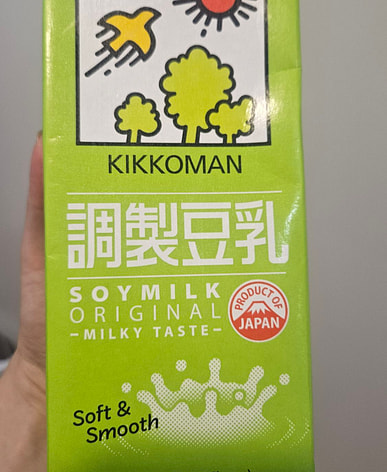 KIKKOMAN
調製豆乳
SOYMILK
ORIGINAL
-MILKY TASTE-
PRODUCT OF
JAPAN
Soft &
Smooth